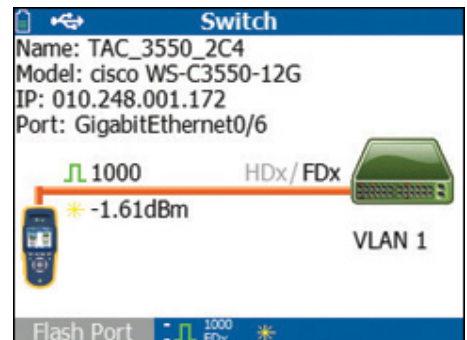 Switch
Name: TAC_3550_2C4
Model: cisco WS-C3550-12G
IP: 010.248.001.172
Port: GigabitEthernet0/6
1000 HDx/FDx
-1.61dBm
VLAN 1
Flash Port 1000
FDx